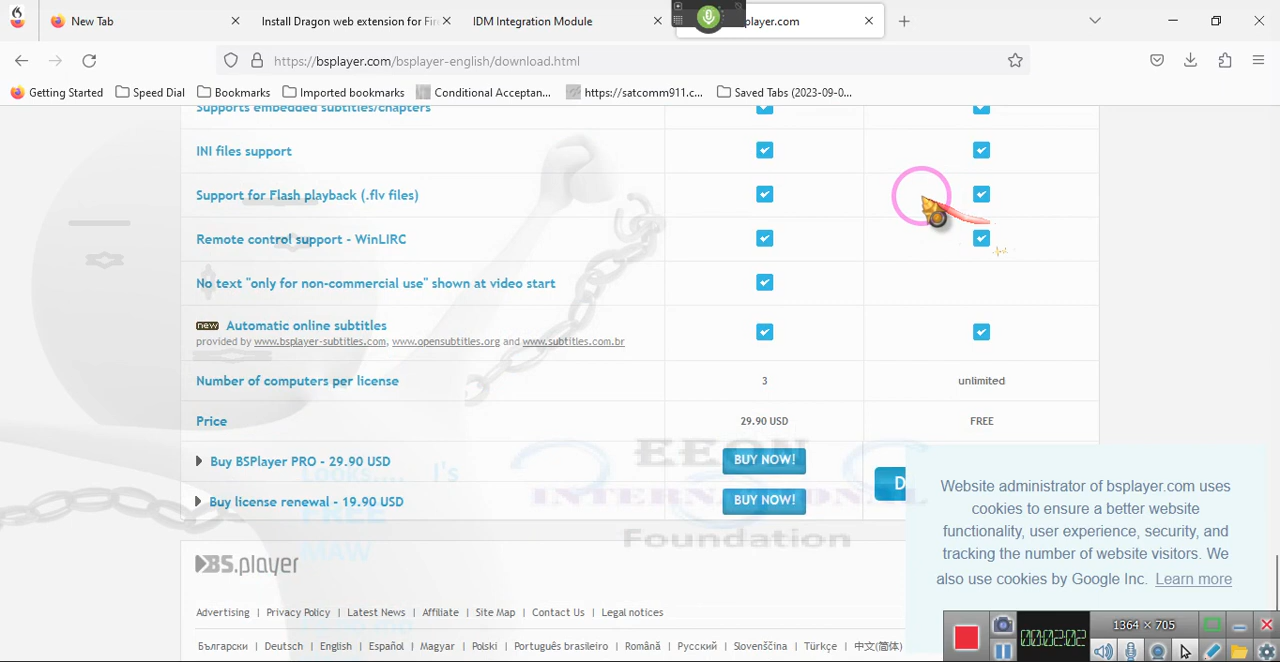 New Tab
Install Dragon web extension for Fir
IDM Integration Module
player.com
https://bsplayer.com/bsplayer-english/download.html
Getting Started
Speed Dial
Bookmarks
Imported bookmarks
Conditional Acceptan...
https://satcomm911.c...
Saved Tabs (2023-09-0...
Supports embedded subtitles/chapters
INI files support
Support for Flash playback (.flv files)
Remote control support - WinLIRC
No text "only for non-commercial use" shown at video start
new Automatic online subtitles
provided by www.bsplayer-subtitles.com, www.opensubtitles.org and www.subtitles.com.br
Number of computers per license 3 unlimited
Price 29.90 USD FREE
Buy BSPlayer PRO - 29.90 USD BUY NOW!
Buy license renewal - 19.90 USD BUY NOW! D
Looks.... I's
FREE
MAW
EEON
INTERNATIONAL
Foundation
Website administrator of bsplayer.com uses
cookies to ensure a better website
functionality, user experience, security, and
tracking the number of website visitors. We
also use cookies by Google Inc. Learn more
BS.player
Advertising | Privacy Policy | Latest News | Affiliate | Site Map | Contact Us | Legal notices
Български | Deutsch | English | Español | Magyar | Polski | Português brasileiro | Română | Русский | Slovenščina | Türkçe | 中文(简体)
1364 × 705
00:02:02